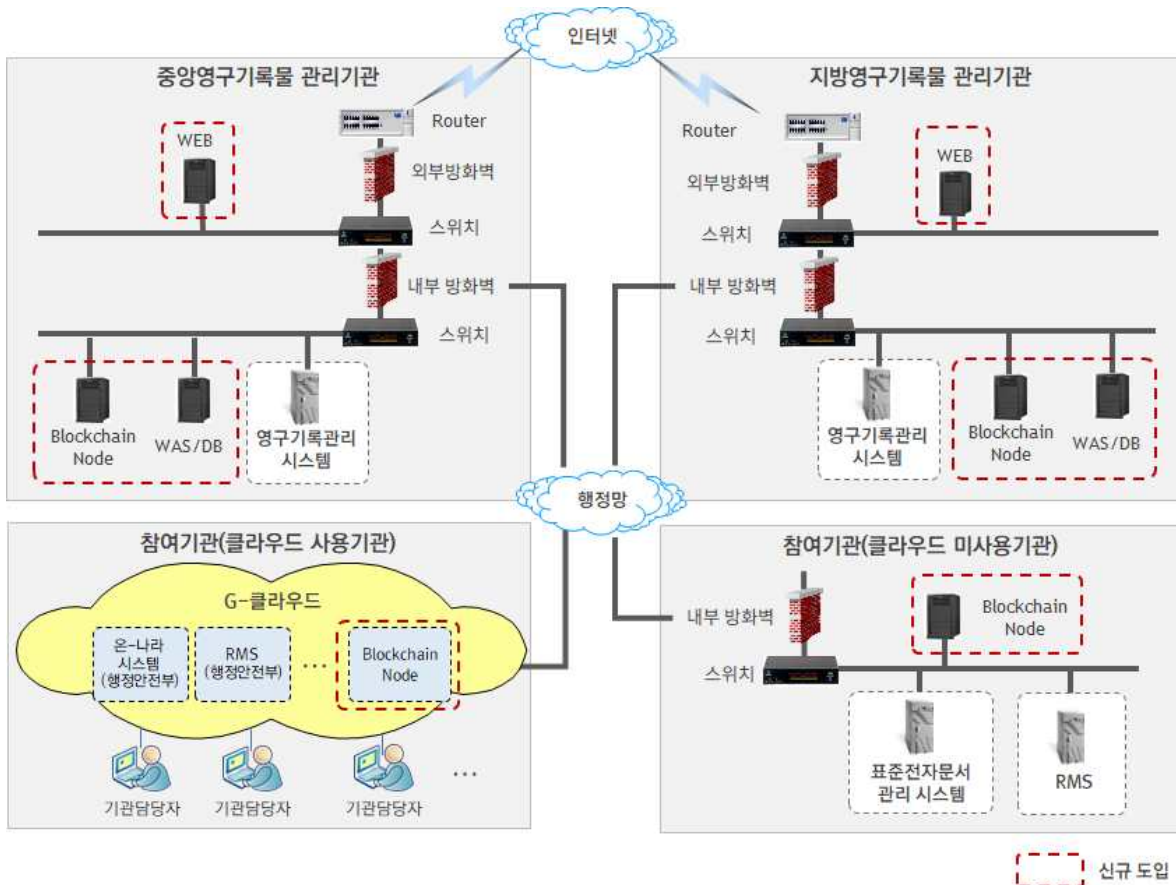 인터넷
중앙영구기록물 관리기관
Router
WEB
외부방화벽
스위치
내부 방화벽
스위치
Blockchain
Node
WAS/DB
영구기록관리
시스템
지방영구기록물 관리기관
Router
WEB
외부방화벽
스위치
내부 방화벽
스위치
영구기록관리
시스템
Blockchain
Node
WAS/DB
행정망
참여기관(클라우드 사용기관)
G-클라우드
온-나라
시스템
(행정안전부)
RMS
(행정안전부)
...
Blockchain
Node
기관담당자
기관담당자
기관담당자
...
참여기관(클라우드 미사용기관)
내부 방화벽
Blockchain
Node
스위치
표준전자문서
관리 시스템
RMS
신규 도입